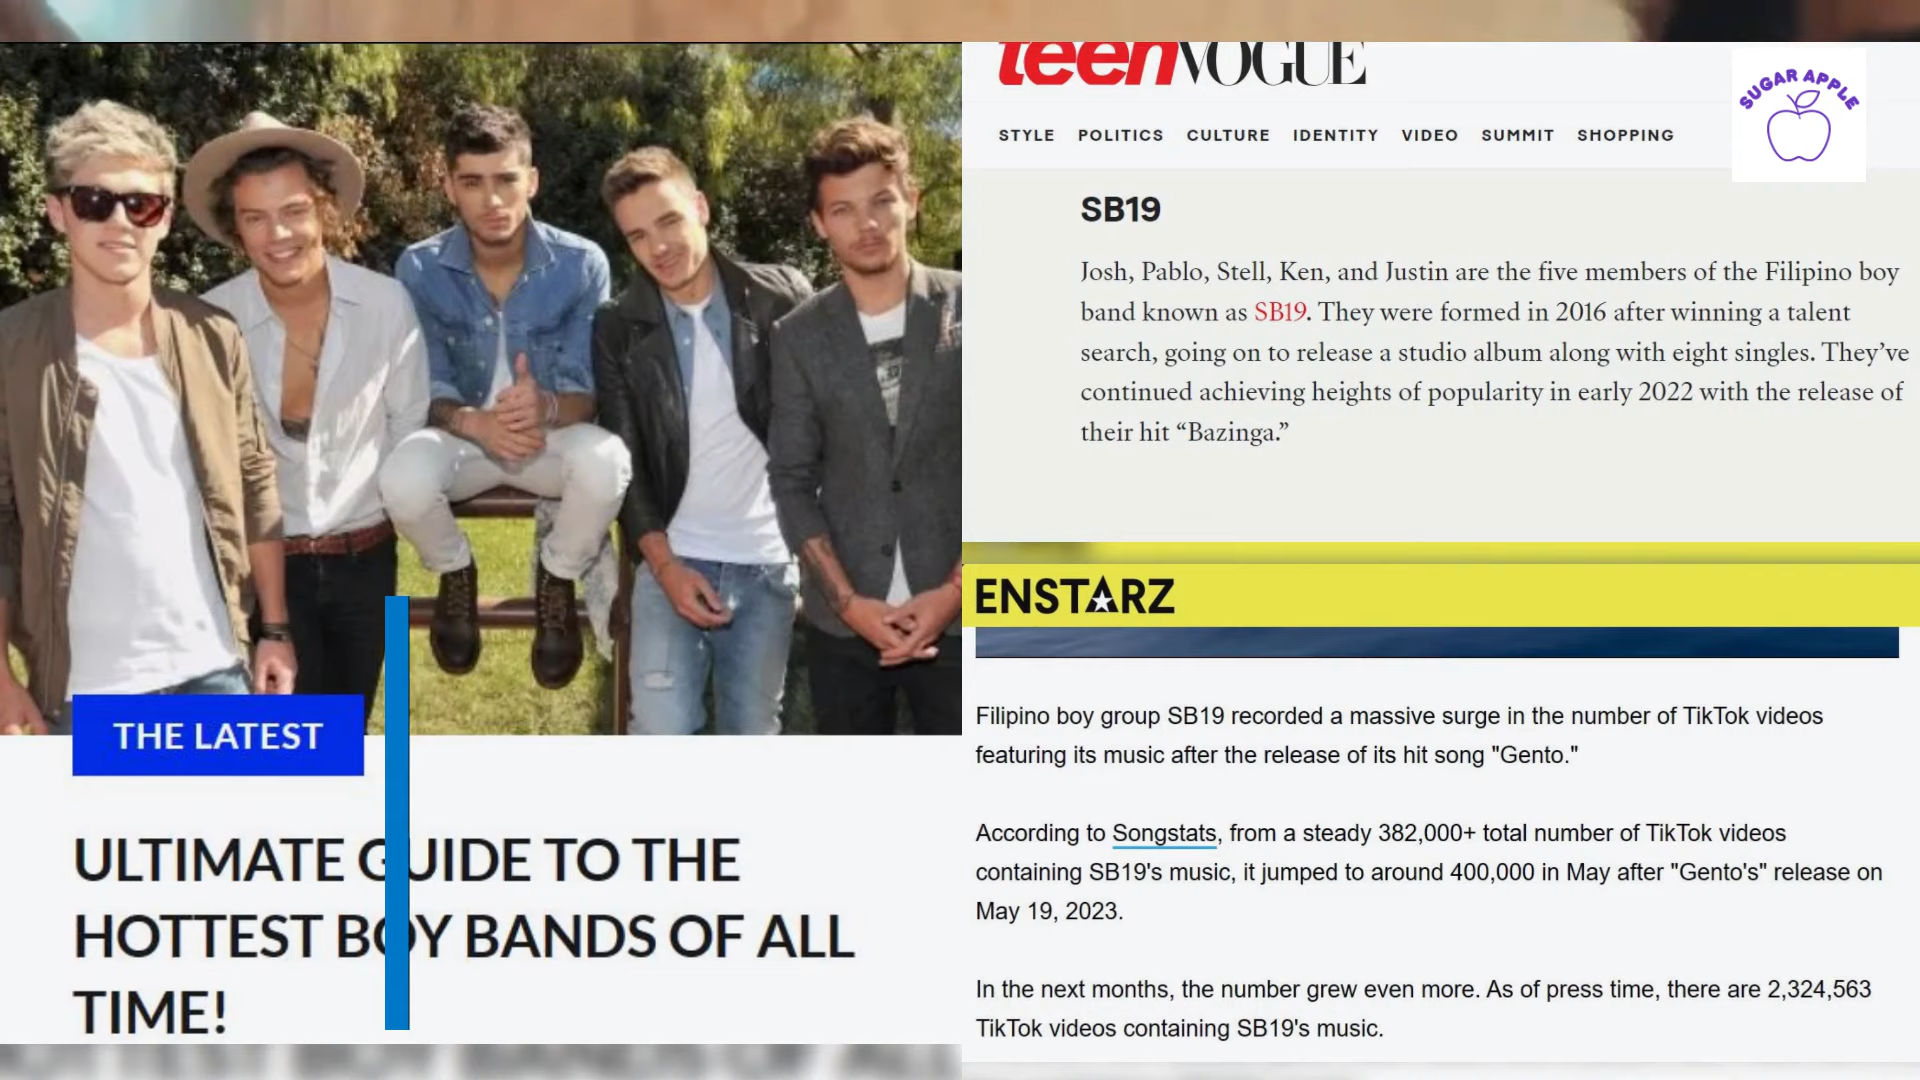 THE LATEST
ULTIMATE GUIDE TO THE
HOTTEST BOY BANDS OF ALL
TIME!
teenVOGUE
SUGAR APPLE
STYLE POLITICS CULTURE IDENTITY VIDEO SUMMIT SHOPPING
SB19
Josh, Pablo, Stell, Ken, and Justin are the five members of the Filipino boy
band known as SB19. They were formed in 2016 after winning a talent
search, going on to release a studio album along with eight singles. They’ve
continued achieving heights of popularity in early 2022 with the release of
their hit “Bazinga.”
ENSTARZ
Filipino boy group SB19 recorded a massive surge in the number of TikTok videos
featuring its music after the release of its hit song "Gento."
According to Songstats, from a steady 382,000+ total number of TikTok videos
containing SB19's music, it jumped to around 400,000 in May after "Gento's" release on
May 19, 2023.
In the next months, the number grew even more. As of press time, there are 2,324,563
TikTok videos containing SB19's music.